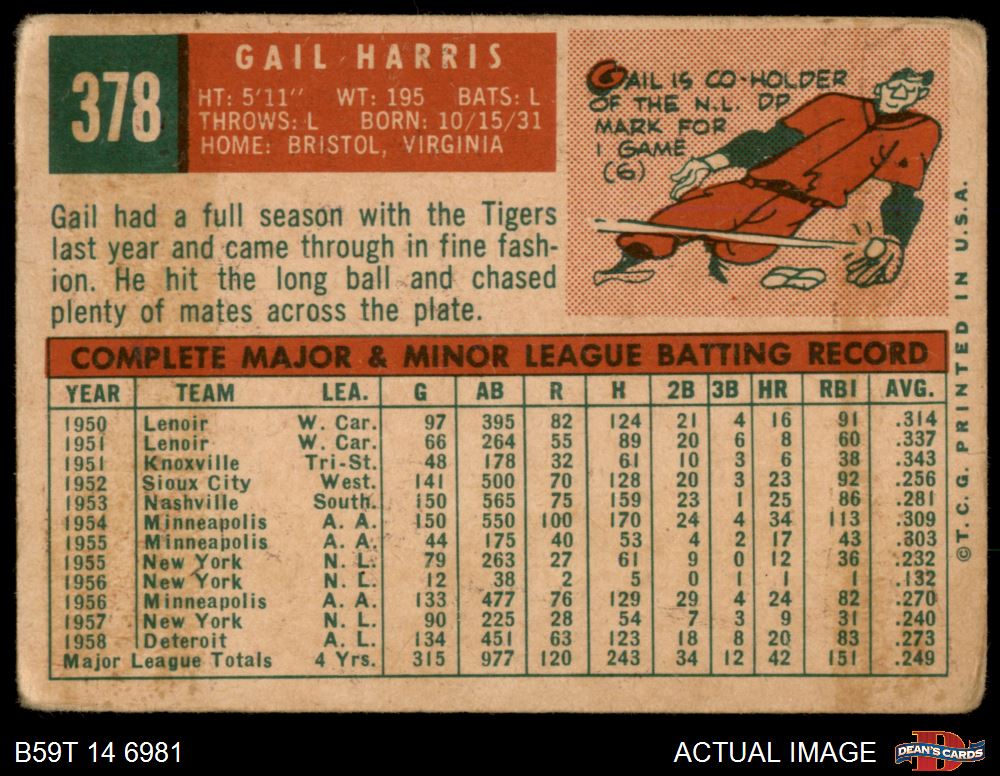 378
GAIL HARRIS
HT: 5'11" WT: 195 BATS: L
THROWS: L BORN: 10/15/31
HOME: BRISTOL, VIRGINIA
GAIL IS CO-HOLDER
OF THE N.L. DP
MARK FOR
1 GAME
(6)
Gail had a full season with the Tigers
last year and came through in fine fash-
ion. He hit the long ball and chased
plenty of mates across the plate.
COMPLETE MAJOR & MINOR LEAGUE BATTING RECORD
YEAR TEAM LEA. G AB R H 2B 3B HR RBI AVG.
1950 Lenoir W. Car. 97 395 82 124 21 4 16 91 .314
1951 Lenoir W. Car. 66 264 55 89 20 6 8 60 .337
1951 Knoxville Tri-St. 48 178 32 61 10 3 6 38 .343
1952 Sioux City West. 141 500 70 128 20 3 23 92 .256
1953 Nashville South. 150 565 75 159 23 1 25 86 .281
1954 Minneapolis A. A. 150 550 100 170 24 4 34 113 .309
1955 Minneapolis A. A. 44 175 40 53 4 2 17 43 .303
1955 New York N. L. 79 263 27 61 9 0 12 36 .232
1956 New York N. L. 12 38 2 5 0 1 1 1 .132
1956 Minneapolis A. A. 133 477 76 129 29 4 24 82 .270
1957 New York N. L. 90 225 28 54 7 3 9 31 .240
1958 Deteroit A. L. 134 451 63 123 18 8 20 83 .273
Major League Totals 4 Yrs. 315 977 120 243 34 12 42 151 .249
©T. C. G. PRINTED IN U.S.A.
B59T 14 6981
ACTUAL IMAGE
D
DEAN'S CARDS